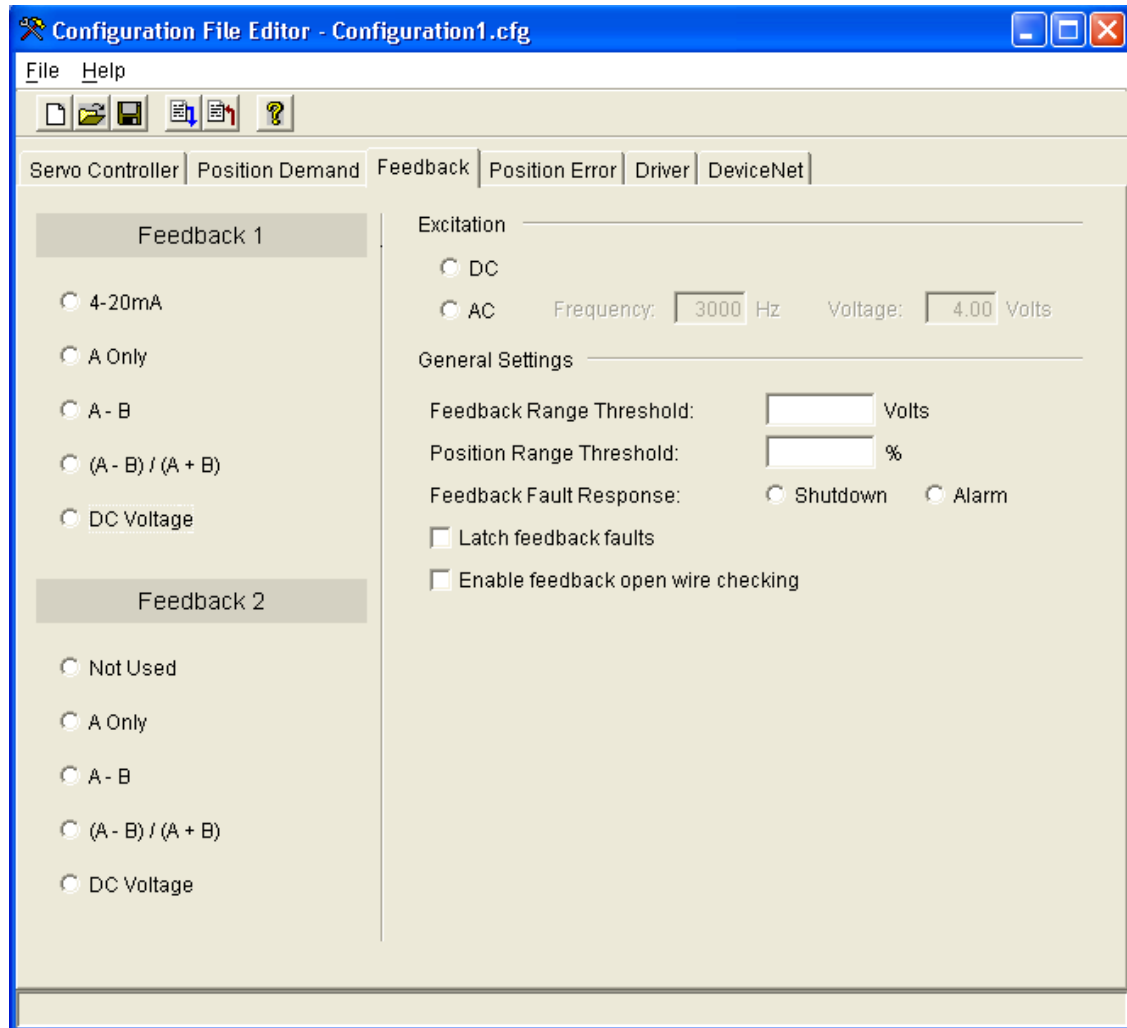 Configuration File Editor - Configuration1.cfg
File Help
Servo Controller Position Demand Feedback Position Error Driver DeviceNet
Feedback 1
4-20mA
A Only
A - B
(A - B) / (A + B)
DC Voltage
Feedback 2
Not Used
A Only
A - B
(A - B) / (A + B)
DC Voltage
Excitation
DC
AC Frequency: 3000 Hz Voltage: 4.00 Volts
General Settings
Feedback Range Threshold: Volts
Position Range Threshold: %
Feedback Fault Response: Shutdown Alarm
Latch feedback faults
Enable feedback open wire checking